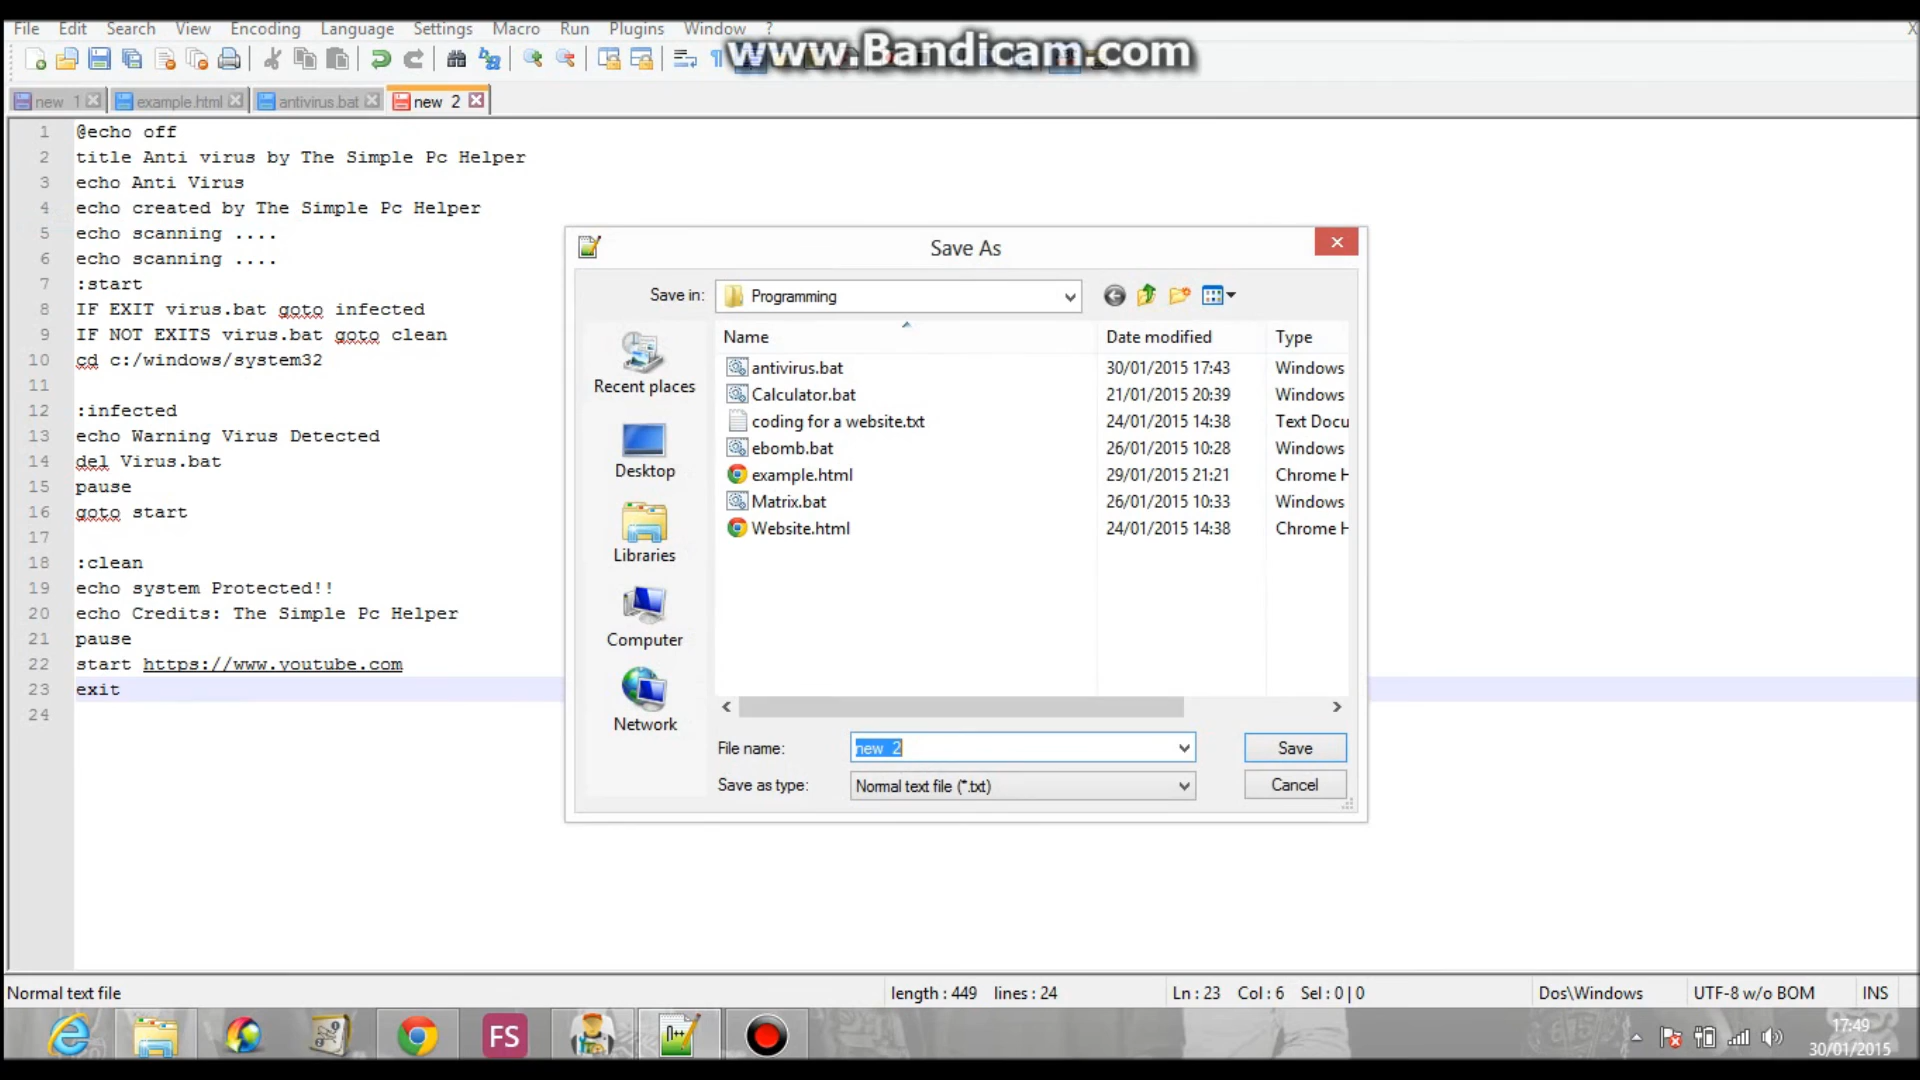 File Edit Search View Encoding Language Settings Macro Run Plugins Window ? X
www.Bandicam.com
new 1 example.html antivirus.bat new 2
1 @echo off
2 title Anti virus by The Simple Pc Helper
3 echo Anti Virus
4 echo created by The Simple Pc Helper
5 echo scanning ....
6 echo scanning ....
7 :start
8 IF EXIT virus.bat goto infected
9 IF NOT EXITS virus.bat goto clean
10 cd c:/windows/system32
11
12 :infected
13 echo Warning Virus Detected
14 del Virus.bat
15 pause
16 goto start
17
18 :clean
19 echo system Protected!!
20 echo Credits: The Simple Pc Helper
21 pause
22 start https://www.youtube.com
23 exit
24
Save As
Save in: Programming
Recent places
Desktop
Libraries
Computer
Network
Name Date modified Type
antivirus.bat 30/01/2015 17:43 Windows
Calculator.bat 21/01/2015 20:39 Windows
coding for a website.txt 24/01/2015 14:38 Text Docu
ebomb.bat 26/01/2015 10:28 Windows
example.html 29/01/2015 21:21 Chrome H
Matrix.bat 26/01/2015 10:33 Windows
Website.html 24/01/2015 14:38 Chrome H
File name: new 2 Save
Save as type: Normal text file (*.txt) Cancel
Normal text file length : 449 lines : 24 Ln : 23 Col : 6 Sel : 0 | 0 Dos\Windows UTF-8 w/o BOM INS
FS
17:49
30/01/2015